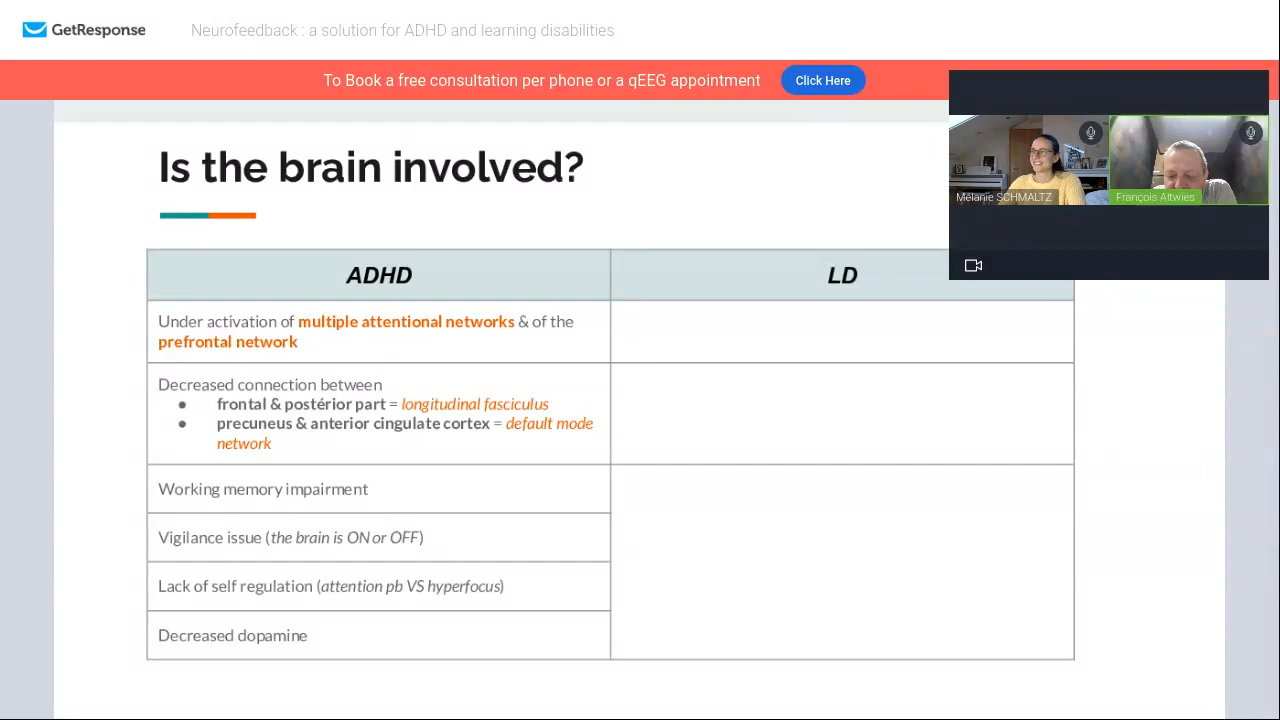 GetResponse
Neurofeedback : a solution for ADHD and learning disabilities
To Book a free consultation per phone or a qEEG appointment
Click Here
Mélanie SCHMALTZ
François Altwies
Is the brain involved?
ADHD
LD
Under activation of multiple attentional networks & of the
prefrontal network
Decreased connection between
● frontal & postérior part = longitudinal fasciculus
● precuneus & anterior cingulate cortex = default mode
network
Working memory impairment
Vigilance issue (the brain is ON or OFF)
Lack of self regulation (attention pb VS hyperfocus)
Decreased dopamine